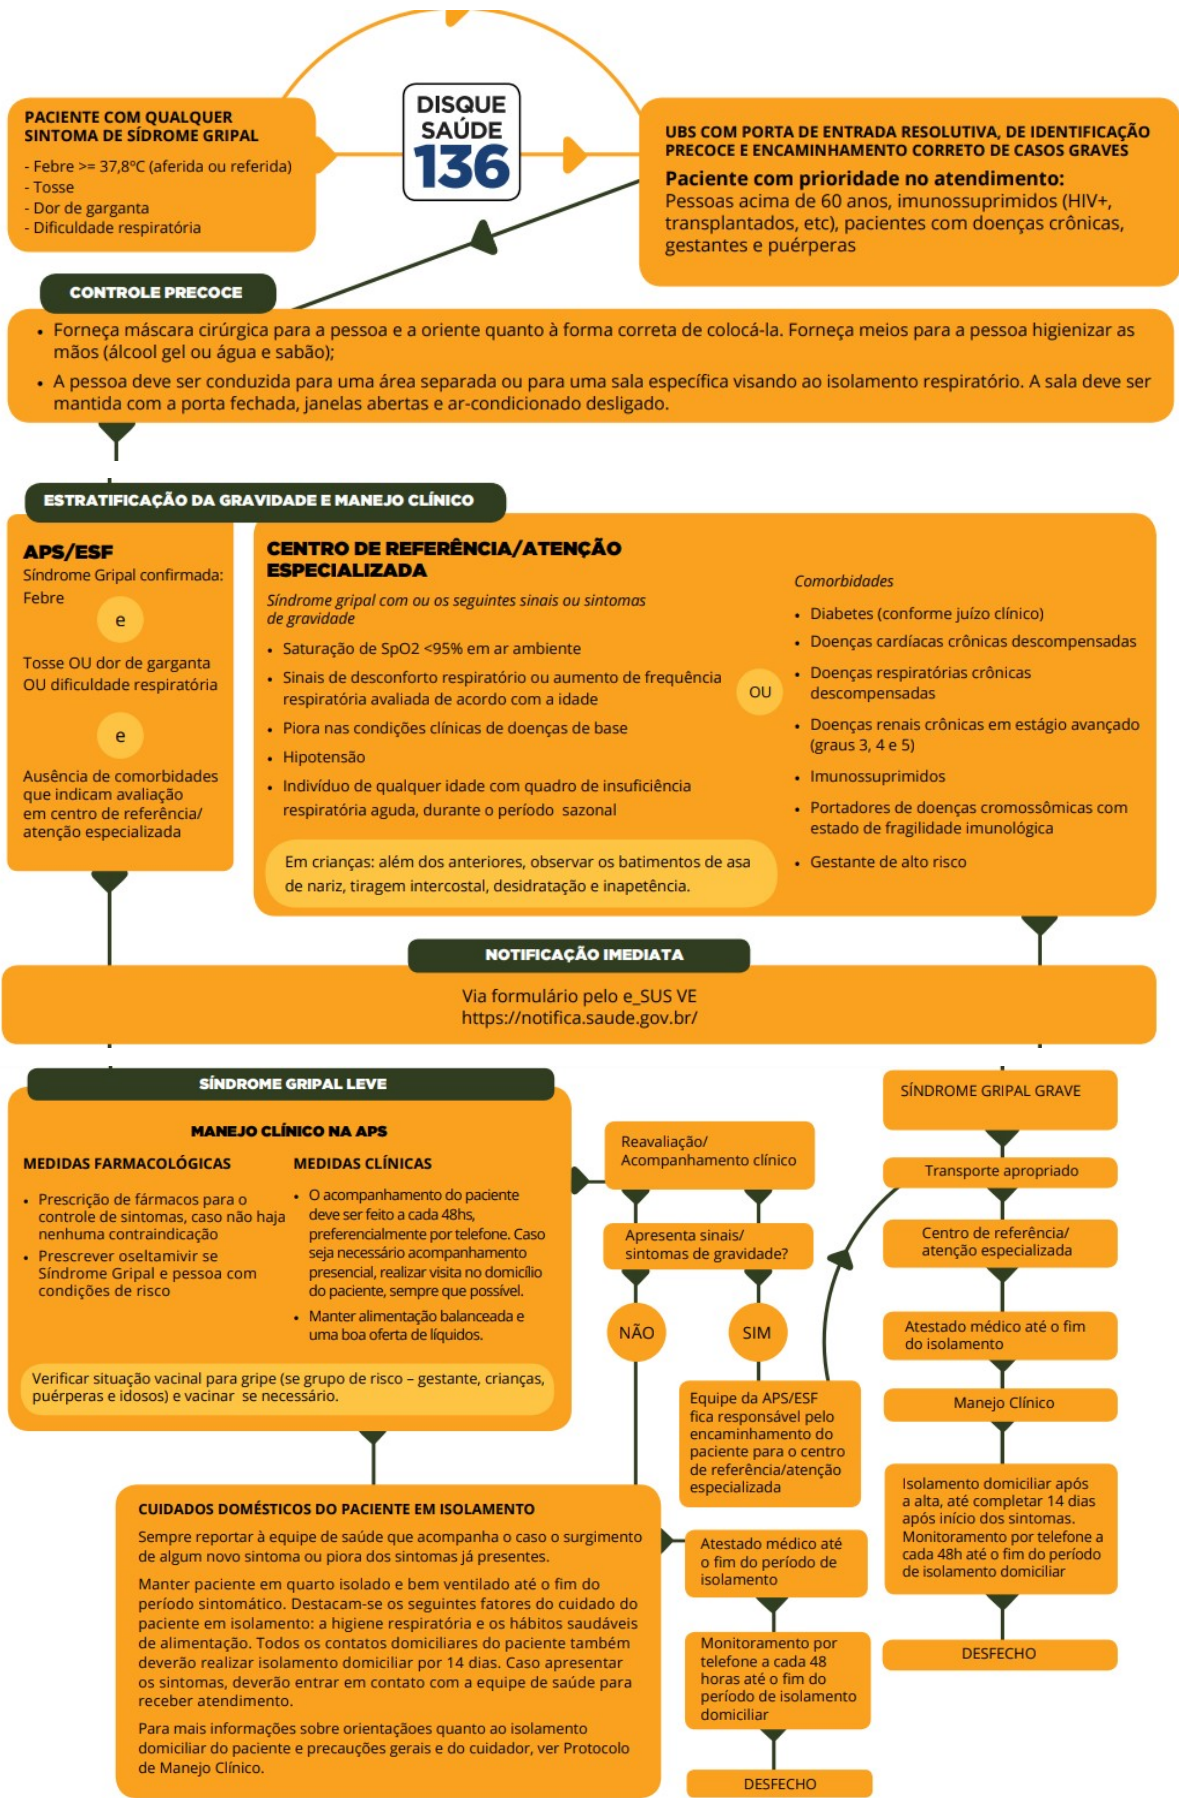 DISQUE
SAÚDE
136
PACIENTE COM QUALQUER
SINTOMA DE SÍDROME GRIPAL
- Febre >= 37,8ºC (aferida ou referida)
- Tosse
- Dor de garganta
- Dificuldade respiratória
UBS COM PORTA DE ENTRADA RESOLUTIVA, DE IDENTIFICAÇÃO
PRECOCE E ENCAMINHAMENTO CORRETO DE CASOS GRAVES
Paciente com prioridade no atendimento:
Pessoas acima de 60 anos, imunossuprimidos (HIV+,
transplantados, etc), pacientes com doenças crônicas,
gestantes e puérperas
CONTROLE PRECOCE
• Forneça máscara cirúrgica para a pessoa e a oriente quanto à forma correta de colocá-la. Forneça meios para a pessoa higienizar as
mãos (álcool gel ou água e sabão);
• A pessoa deve ser conduzida para uma área separada ou para uma sala específica visando ao isolamento respiratório. A sala deve ser
mantida com a porta fechada, janelas abertas e ar-condicionado desligado.
ESTRATIFICAÇÃO DA GRAVIDADE E MANEJO CLÍNICO
APS/ESF
Síndrome Gripal confirmada:
Febre
e
Tosse OU dor de garganta
OU dificuldade respiratória
e
Ausência de comorbidades
que indicam avaliação
em centro de referência/
atenção especializada
CENTRO DE REFERÊNCIA/ATENÇÃO
ESPECIALIZADA
Síndrome gripal com ou os seguintes sinais ou sintomas
de gravidade
• Saturação de SpO2 <95% em ar ambiente
• Sinais de desconforto respiratório ou aumento de frequência
respiratória avaliada de acordo com a idade
• Piora nas condições clínicas de doenças de base
• Hipotensão
• Indivíduo de qualquer idade com quadro de insuficiência
respiratória aguda, durante o período sazonal
Em crianças: além dos anteriores, observar os batimentos de asa
de nariz, tiragem intercostal, desidratação e inapetência.
OU
Comorbidades
• Diabetes (conforme juízo clínico)
• Doenças cardíacas crônicas descompensadas
• Doenças respiratórias crônicas
descompensadas
• Doenças renais crônicas em estágio avançado
(graus 3, 4 e 5)
• Imunossuprimidos
• Portadores de doenças cromossômicas com
estado de fragilidade imunológica
• Gestante de alto risco
NOTIFICAÇÃO IMEDIATA
Via formulário pelo e_SUS VE
https://notifica.saude.gov.br/
SÍNDROME GRIPAL LEVE
MANEJO CLÍNICO NA APS
MEDIDAS FARMACOLÓGICAS
• Prescrição de fármacos para o
controle de sintomas, caso não haja
nenhuma contraindicação
• Prescrever oseltamivir se
Síndrome Gripal e pessoa com
condições de risco
MEDIDAS CLÍNICAS
• O acompanhamento do paciente
deve ser feito a cada 48hs,
preferencialmente por telefone. Caso
seja necessário acompanhamento
presencial, realizar visita no domicílio
do paciente, sempre que possível.
• Manter alimentação balanceada e
uma boa oferta de líquidos.
Verificar situação vacinal para gripe (se grupo de risco – gestante, crianças,
puérperas e idosos) e vacinar se necessário.
Reavaliação/
Acompanhamento clínico
Apresenta sinais/
sintomas de gravidade?
NÃO
SIM
Equipe da APS/ESF
fica responsável pelo
encaminhamento do
paciente para o centro
de referência/atenção
especializada
SÍNDROME GRIPAL GRAVE
Transporte apropriado
Centro de referência/
atenção especializada
Atestado médico até o fim
do isolamento
Manejo Clínico
Isolamento domiciliar após
a alta, até completar 14 dias
após início dos sintomas.
Monitoramento por telefone a
cada 48h até o fim do período
de isolamento domiciliar
DESFECHO
CUIDADOS DOMÉSTICOS DO PACIENTE EM ISOLAMENTO
Sempre reportar à equipe de saúde que acompanha o caso o surgimento
de algum novo sintoma ou piora dos sintomas já presentes.
Manter paciente em quarto isolado e bem ventilado até o fim do
período sintomático. Destacam-se os seguintes fatores do cuidado do
paciente em isolamento: a higiene respiratória e os hábitos saudáveis
de alimentação. Todos os contatos domiciliares do paciente também
deverão realizar isolamento domiciliar por 14 dias. Caso apresentar
os sintomas, deverão entrar em contato com a equipe de saúde para
receber atendimento.
Para mais informações sobre orientaçãoes quanto ao isolamento
domiciliar do paciente e precauções gerais e do cuidador, ver Protocolo
de Manejo Clínico.
Atestado médico até
o fim do período de
isolamento
Monitoramento por
telefone a cada 48
horas até o fim do
período de isolamento
domiciliar
DESFECHO